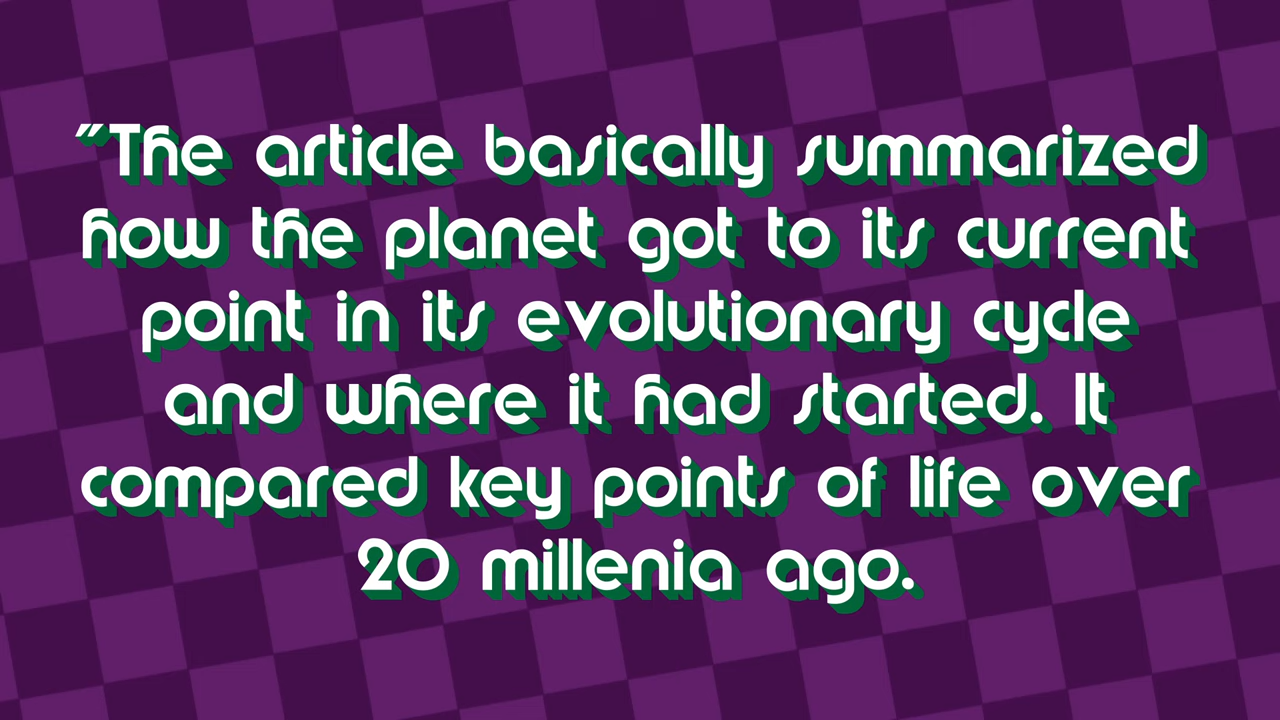 "The article basically summarized
how the planet got to its current
point in its evolutionary cycle
and where it had started. It
compared key points of life over
20 millenia ago.